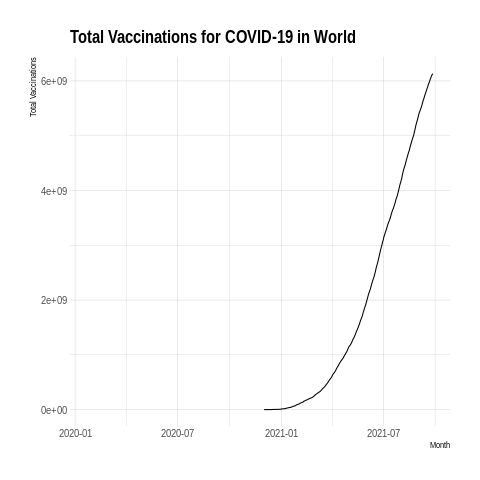 Total Vaccinations for COVID-19 in World
Total Vaccinations
6e+09
4e+09
2e+09
0e+00
2020-01 2020-07 2021-01 2021-07
Month